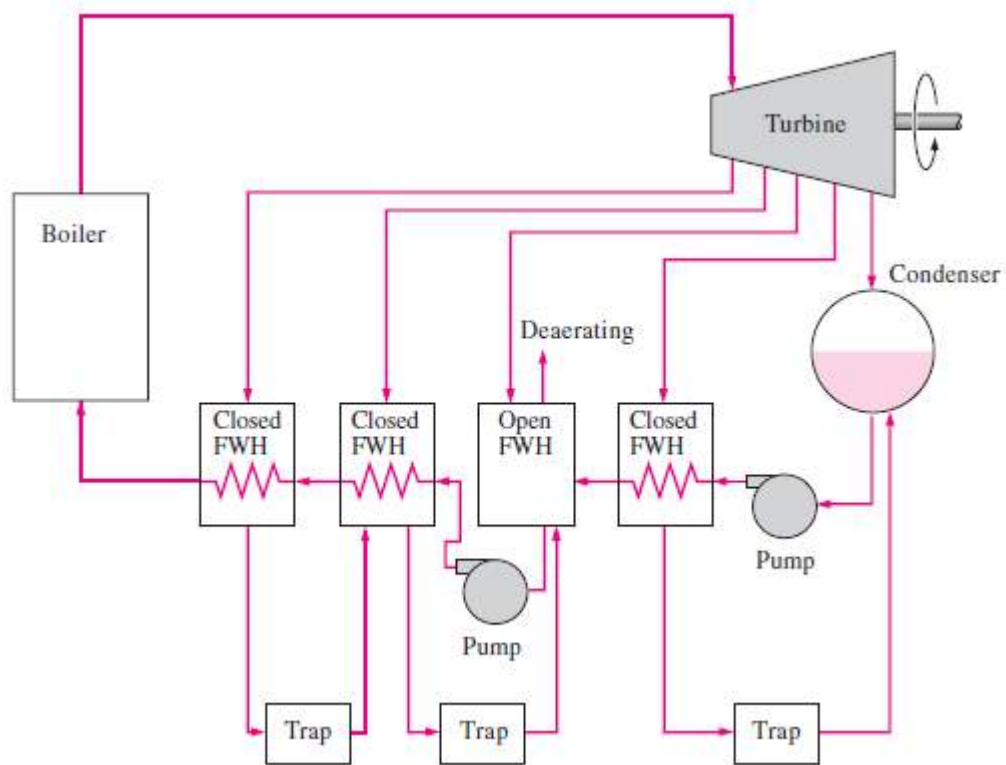 Turbine
Boiler
Condenser
Deaerating
Closed
FWH
Closed
FWH
Open
FWH
Closed
FWH
Pump
Pump
Trap
Trap
Trap